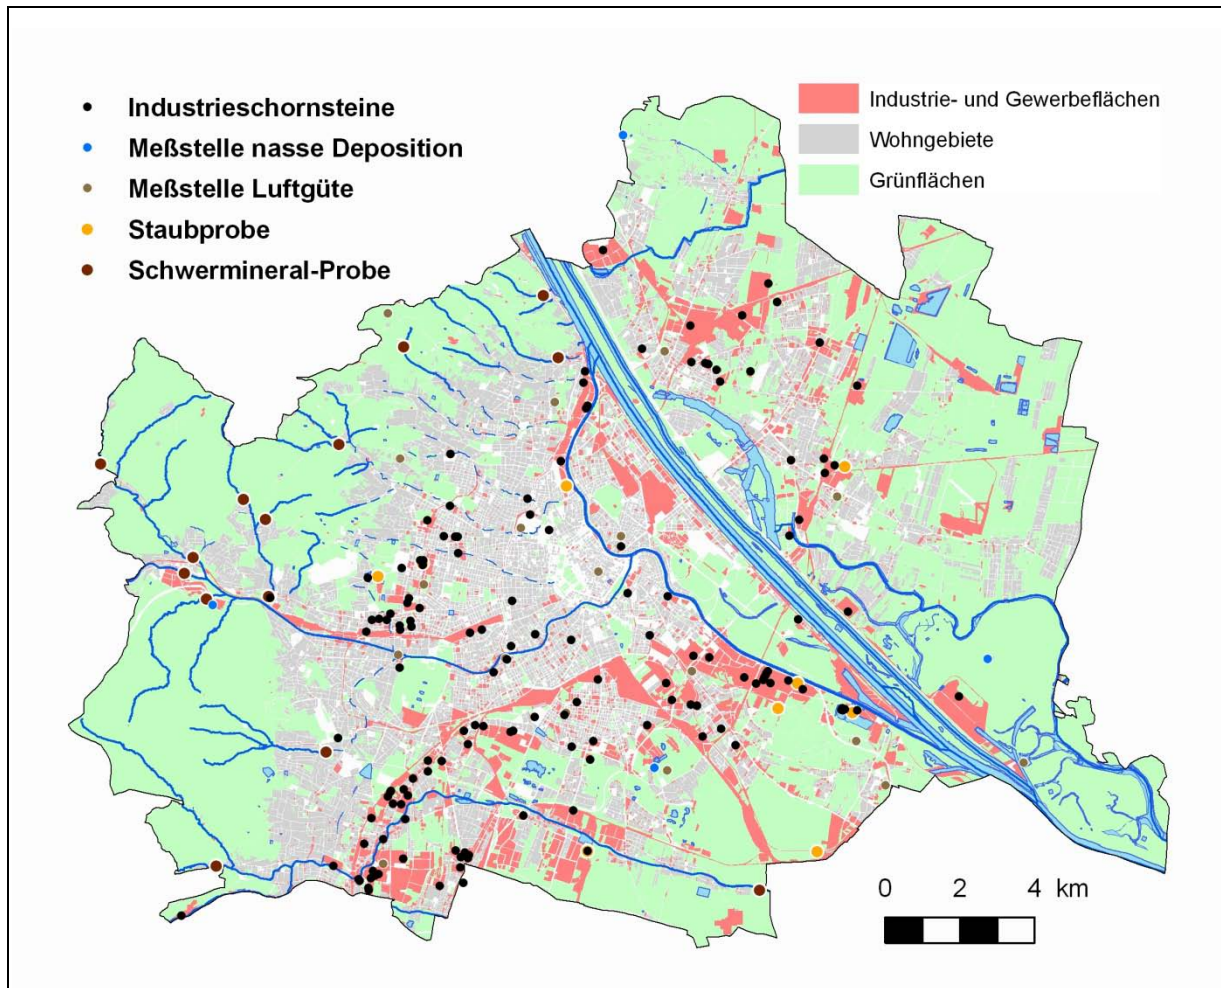 Industrieschornsteine
Meßstelle nasse Deposition
Meßstelle Luftgüte
Staubprobe
Schwermineral-Probe
Industrie- und Gewerbeflächen
Wohngebiete
Grünflächen
0 2 4 km